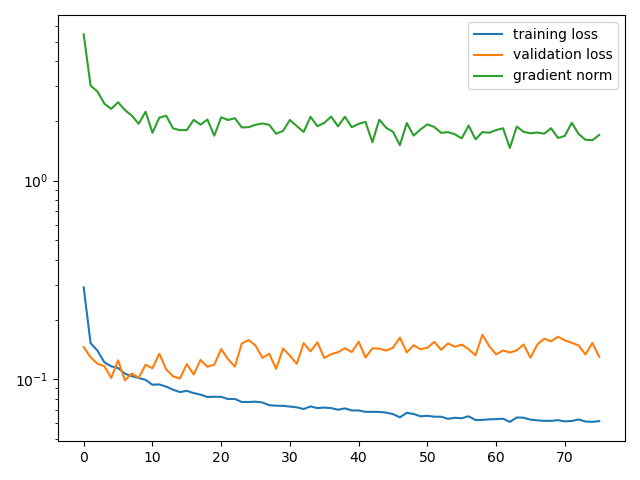 training loss
validation loss
gradient norm
10⁰
10⁻¹
0 10 20 30 40 50 60 70